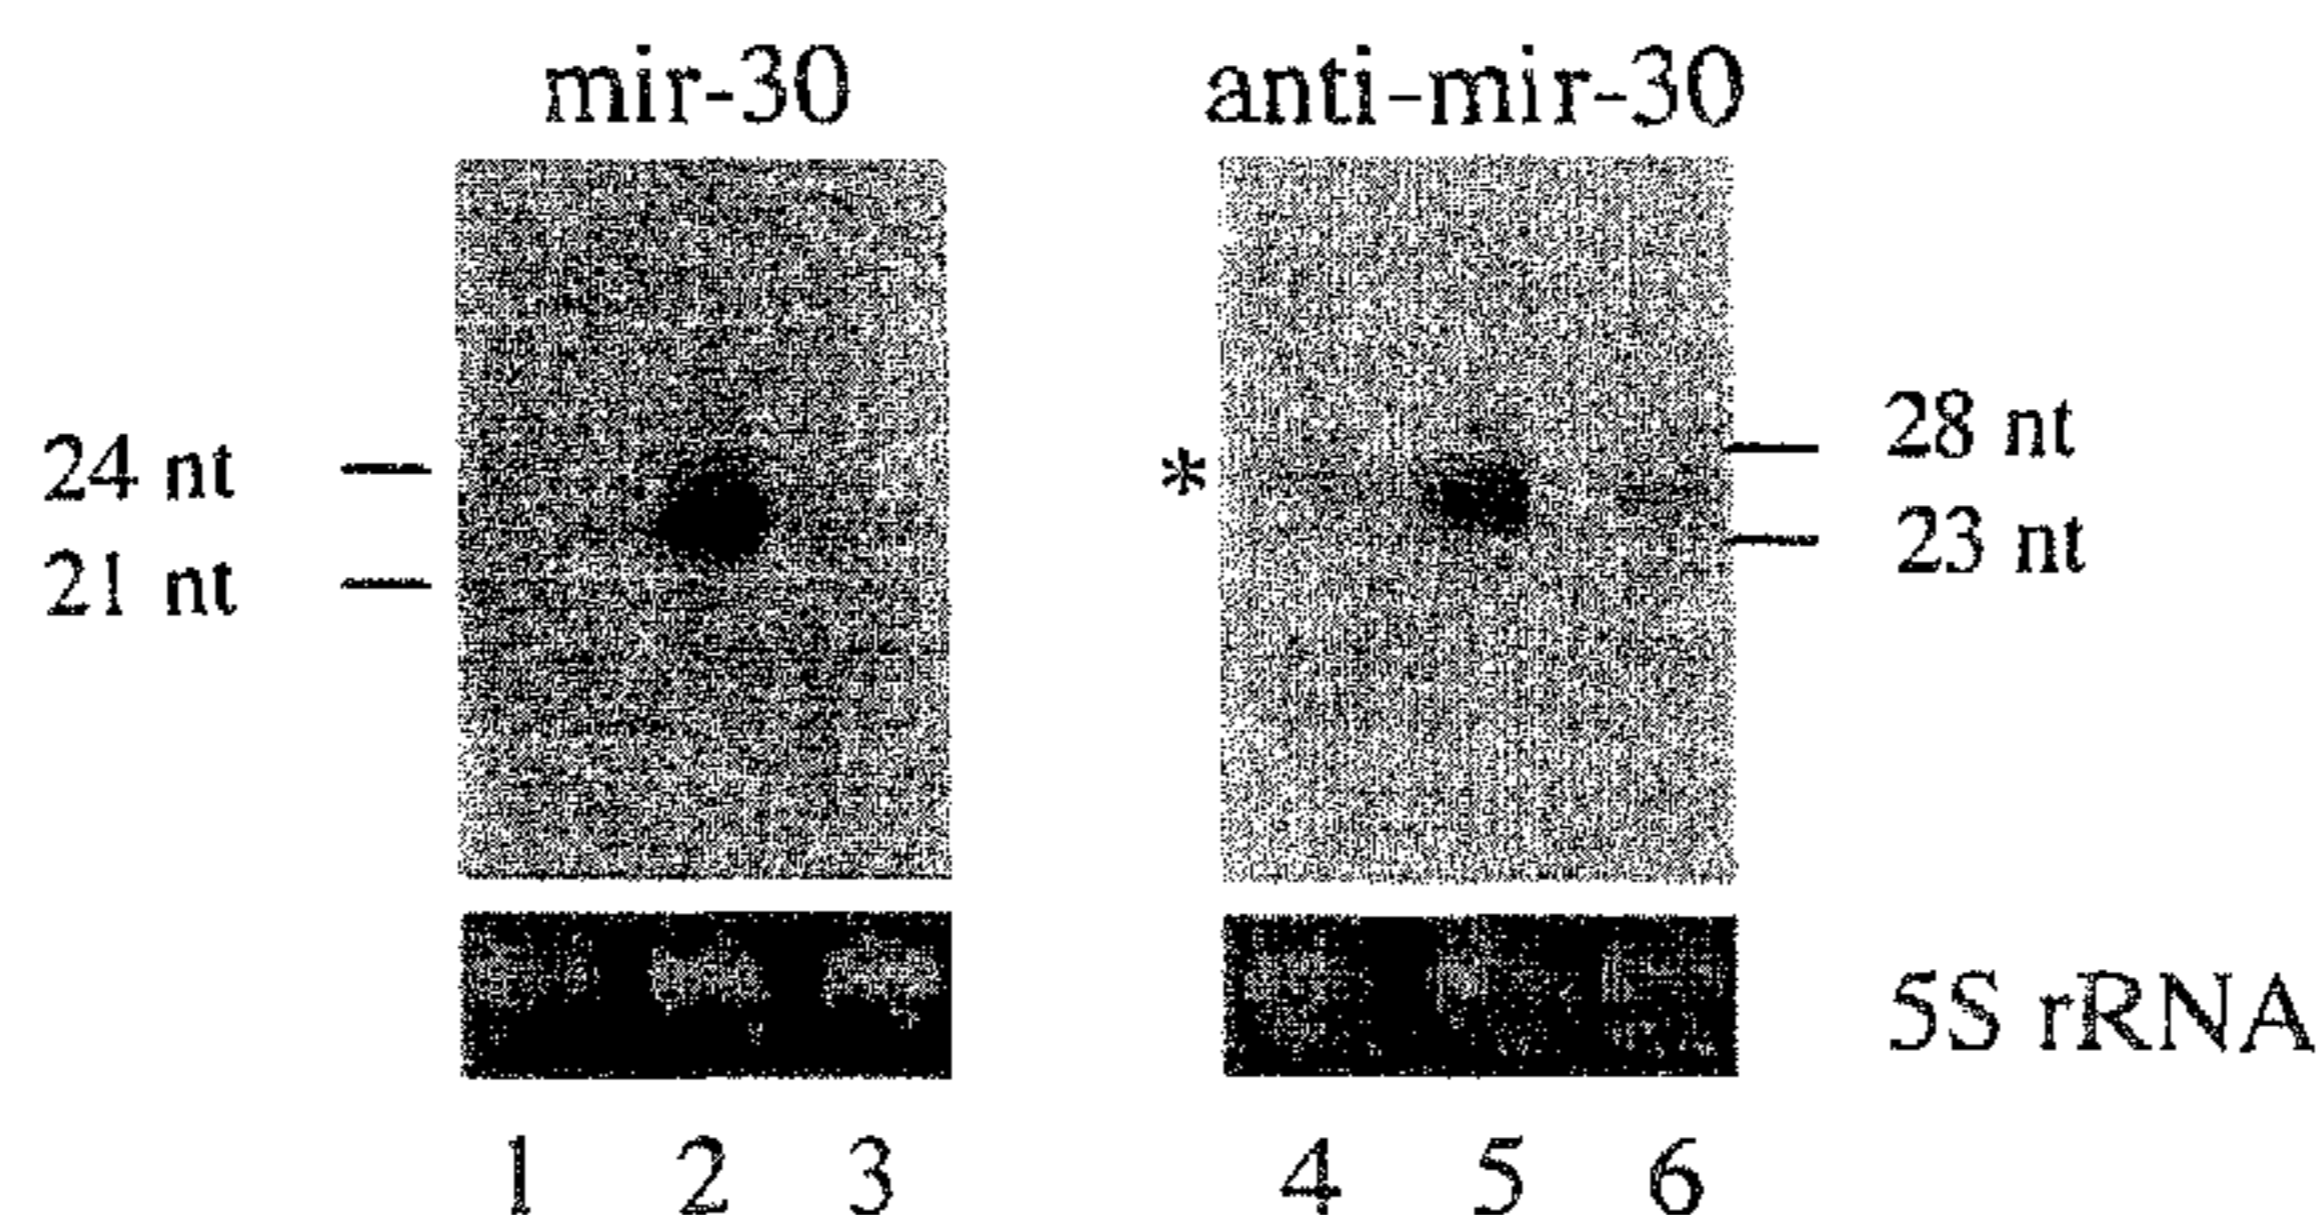 mir-30 anti-mir-30
24 nt
21 nt
* 28 nt
23 nt
5S rRNA
1 2 3 4 5 6